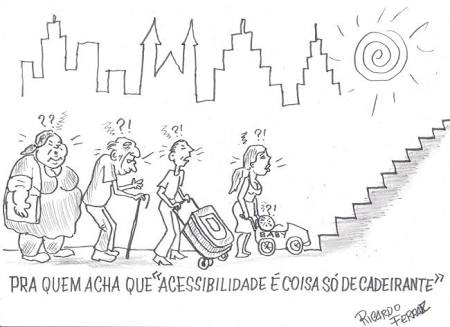 ??
?!
?!
?!
?!
BABY
PRA QUEM ACHA QUE "ACESSIBILIDADE É COISA SÓ DE CADEIRANTE"
RICARDO
FERRAZ